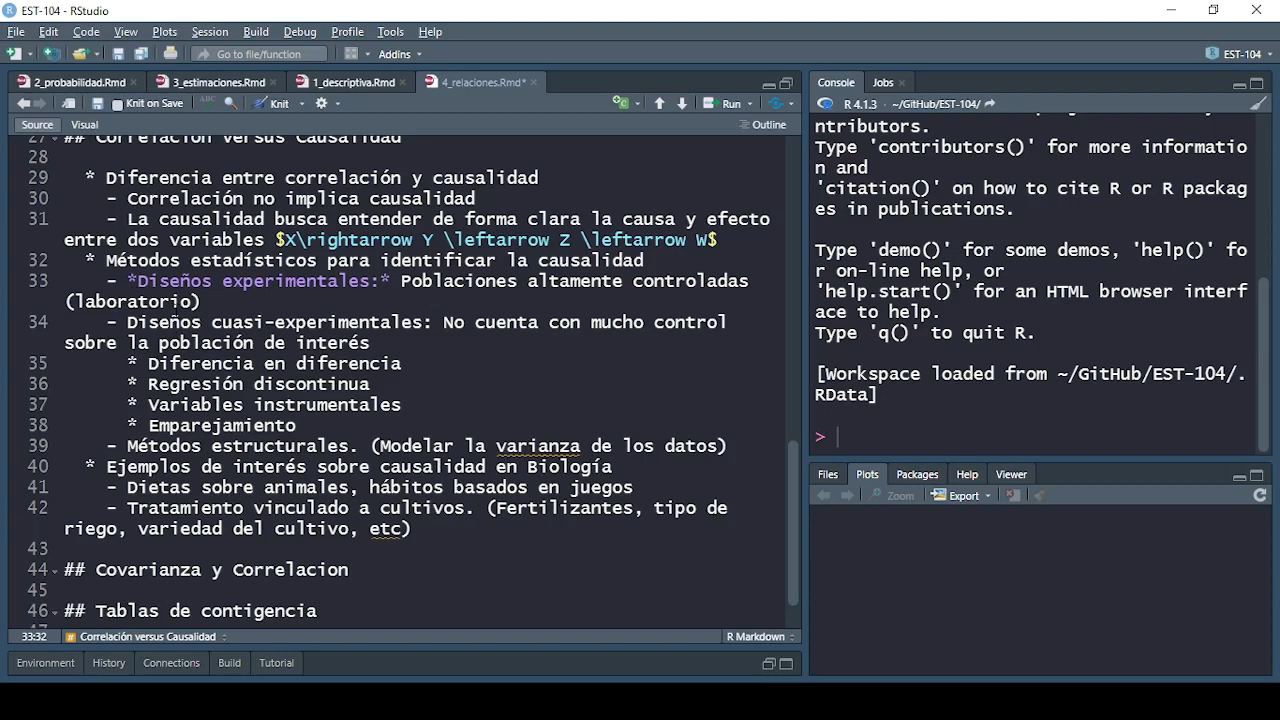 EST-104 - RStudio
File Edit Code View Plots Session Build Debug Profile Tools Help
Go to file/function Addins EST-104
2_probabilidad.Rmd 3_estimaciones.Rmd 1_descriptiva.Rmd 4_relaciones.Rmd*
Knit on Save ABC Knit Run
Source Visual Outline
27 ## Correlación versus Causalidad
28
29 * Diferencia entre correlación y causalidad
30 - Correlación no implica causalidad
31 - La causalidad busca entender de forma clara la causa y efecto
entre dos variables $X\rightarrow Y \leftarrow Z \leftarrow W$
32 * Métodos estadísticos para identificar la causalidad
33 - *Diseños experimentales:* Poblaciones altamente controladas
(laboratorio)
34 - Diseños cuasi-experimentales: No cuenta con mucho control
sobre la población de interés
35 * Diferencia en diferencia
36 * Regresión discontinua
37 * Variables instrumentales
38 * Emparejamiento
39 - Métodos estructurales. (Modelar la varianza de los datos)
40 * Ejemplos de interés sobre causalidad en Biología
41 - Dietas sobre animales, hábitos basados en juegos
42 - Tratamiento vinculado a cultivos. (Fertilizantes, tipo de
riego, variedad del cultivo, etc)
43
44 ## Covarianza y Correlacion
45
46 ## Tablas de contigencia
33:32 # Correlación versus Causalidad R Markdown
Environment History Connections Build Tutorial
Console Jobs
R 4.1.3 · ~/GitHub/EST-104/
ntributors.
Type 'contributors()' for more informatio
n and
'citation()' on how to cite R or R packag
es in publications.
Type 'demo()' for some demos, 'help()' fo
r on-line help, or
'help.start()' for an HTML browser interf
ace to help.
Type 'q()' to quit R.
[Workspace loaded from ~/GitHub/EST-104/.
RData]
>
Files Plots Packages Help Viewer
Zoom Export